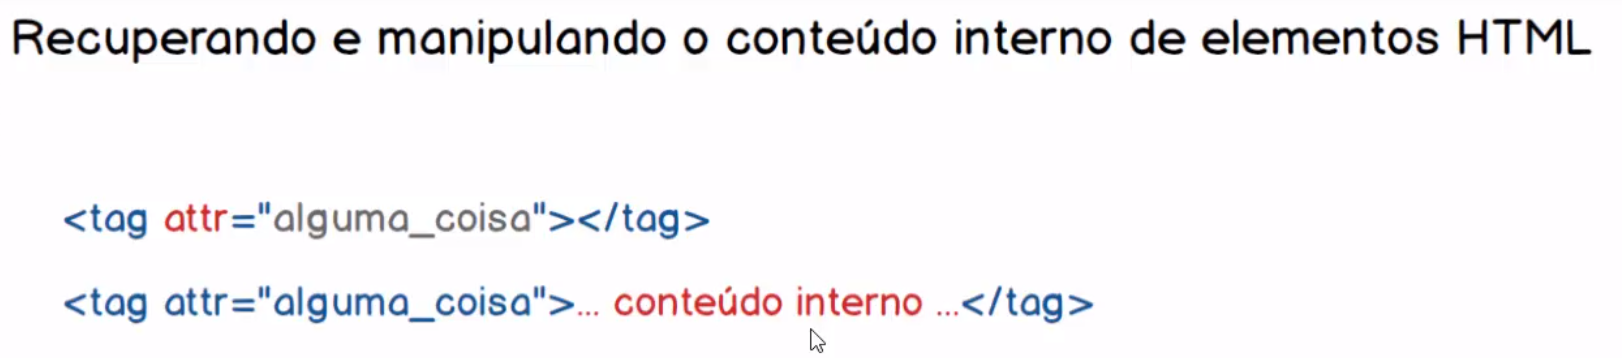 Recuperando e manipulando o conteúdo interno de elementos HTML
<tag attr="alguma_coisa"></tag>
<tag attr="alguma_coisa">... conteúdo interno ...</tag>